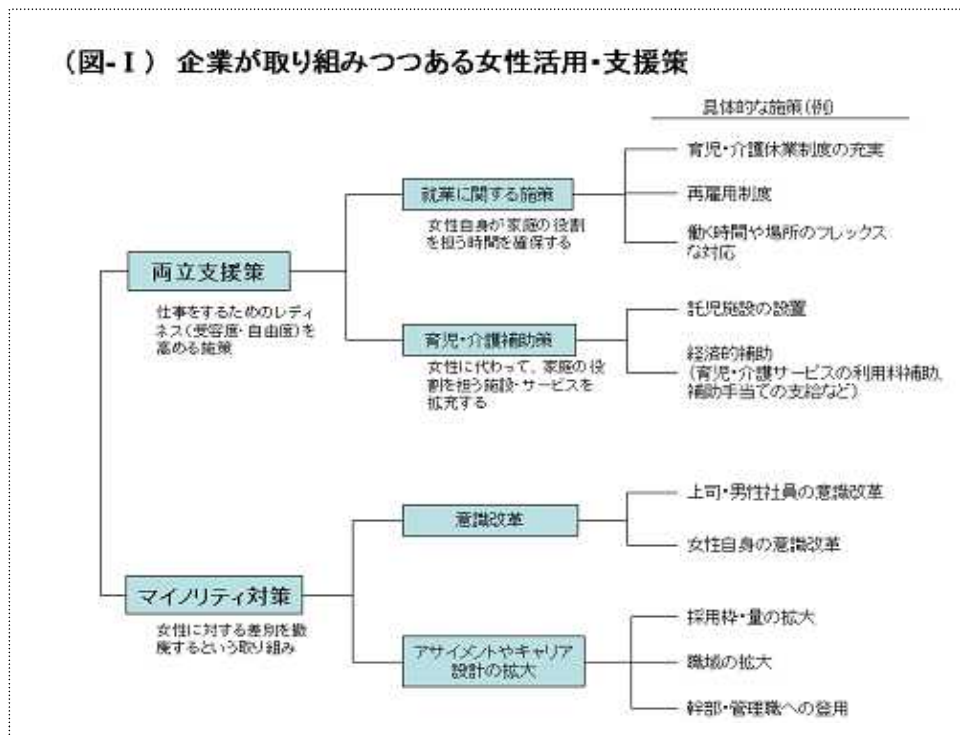 (図-Ⅰ) 企業が取り組みつつある女性活用・支援策
具体的な施策(例)
両立支援策
仕事をするためのレディ
ネス(受容度・自由度)を
高める施策
就業に関する施策
女性自身が家庭の役割
を担う時間を確保する
育児・介護休業制度の充実
再雇用制度
働く時間や場所のフレックス
な対応
育児・介護補助策
女性に代わって、家庭の役
割を担う施設・サービスを
拡充する
託児施設の設置
経済的補助
(育児・介護サービスの利用料補助、
補助手当ての支給など)
マイノリティ対策
女性に対する差別を撤
廃するという取り組み
意識改革
上司・男性社員の意識改革
女性自身の意識改革
アサイメントやキャリア
設計の拡大
採用枠・量の拡大
職域の拡大
幹部・管理職への登用